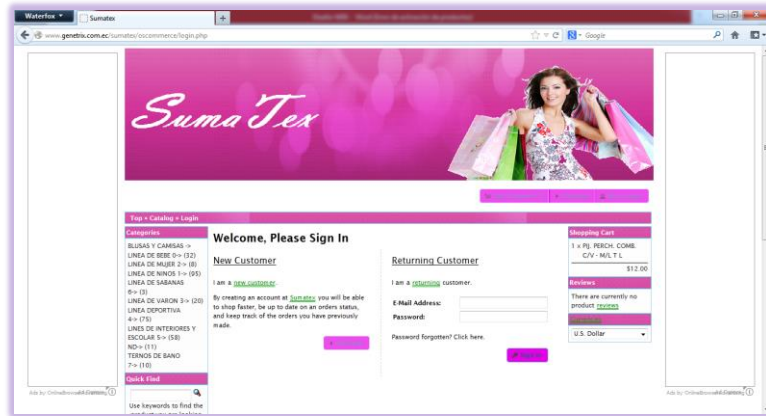 Waterfox
Sumatex
www.genetrix.com.ec/sumatex/oscommerce/login.php
Google
Suma Tex
Top » Catalog » Login
Categories
BLUSAS Y CAMISAS ->
LINEA DE BEBE 0-> (32)
LINEA DE MUJER 2-> (8)
LINEA DE NINOS 1-> (95)
LINEA DE SABANAS
6-> (3)
LINEA DE VARON 3-> (20)
LINEA DEPORTIVA
4-> (75)
LINES DE INTERIORES Y
ESCOLAR 5-> (58)
ND-> (11)
TERNOS DE BANO
7-> (10)
Quick Find
Use keywords to find the
Welcome, Please Sign In
New Customer
I am a new customer.
By creating an account at Sumatex you will be able
to shop faster, be up to date on an orders status,
and keep track of the orders you have previously
made.
Returning Customer
I am a returning customer.
E-Mail Address:
Password:
Password forgotten? Click here.
Sign In
Shopping Cart
1 x PIJ. PERCH. COMB.
C/V - M/L T L
$12.00
Reviews
There are currently no
product reviews
U.S. Dollar